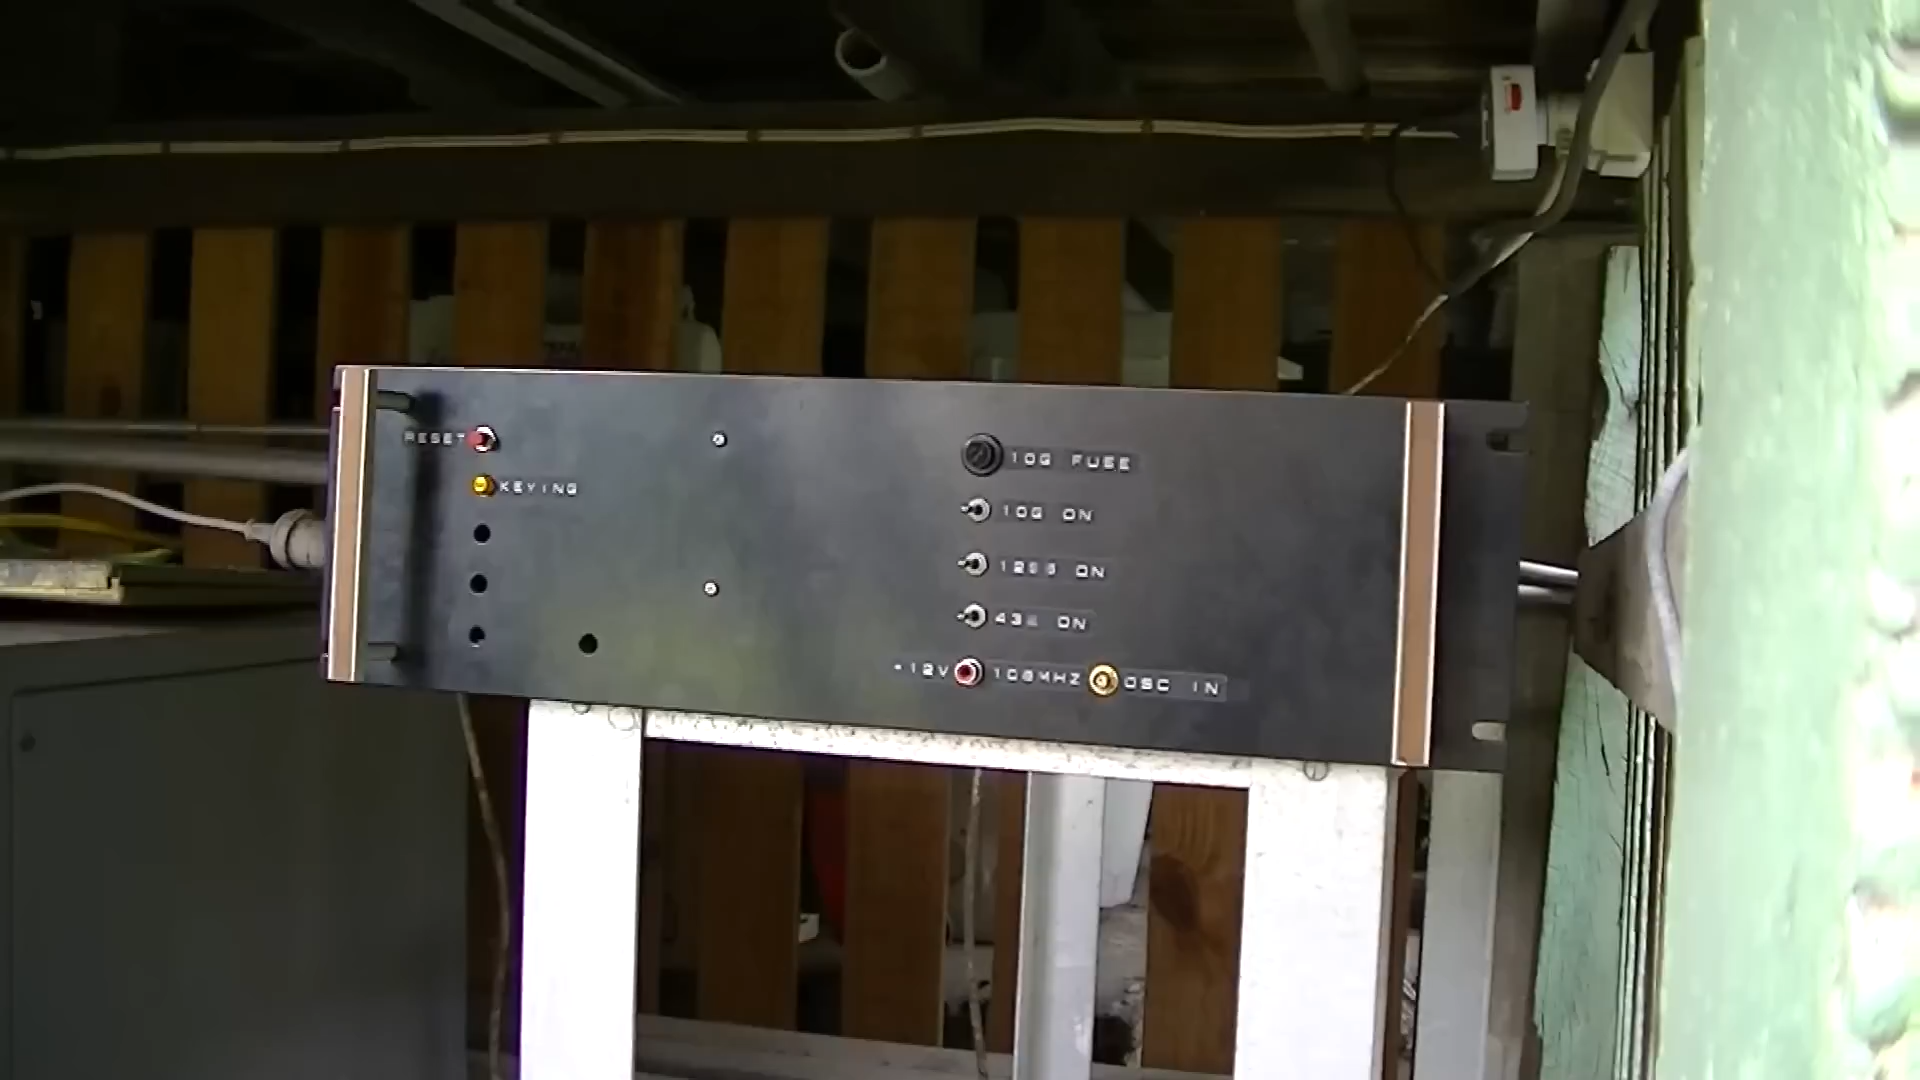 RESET
KEYING
10G FUSE
10G ON
1296 ON
432 ON
+12V 108MHZ OSC IN